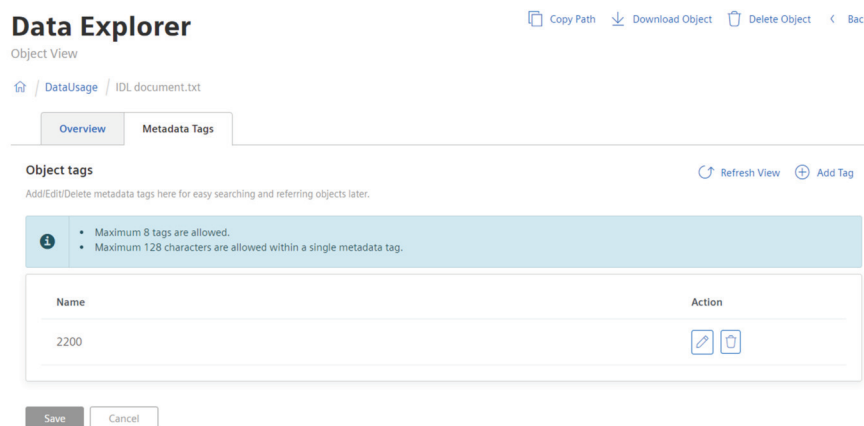 Data Explorer
Copy Path Download Object Delete Object
Object View
DataUsage / IDL document.txt
Overview Metadata Tags
Object tags
Refresh View Add Tag
Add/Edit/Delete metadata tags here for easy searching and referring objects later.
• Maximum 8 tags are allowed.
• Maximum 128 characters are allowed within a single metadata tag.
Name Action
2200
Save Cancel